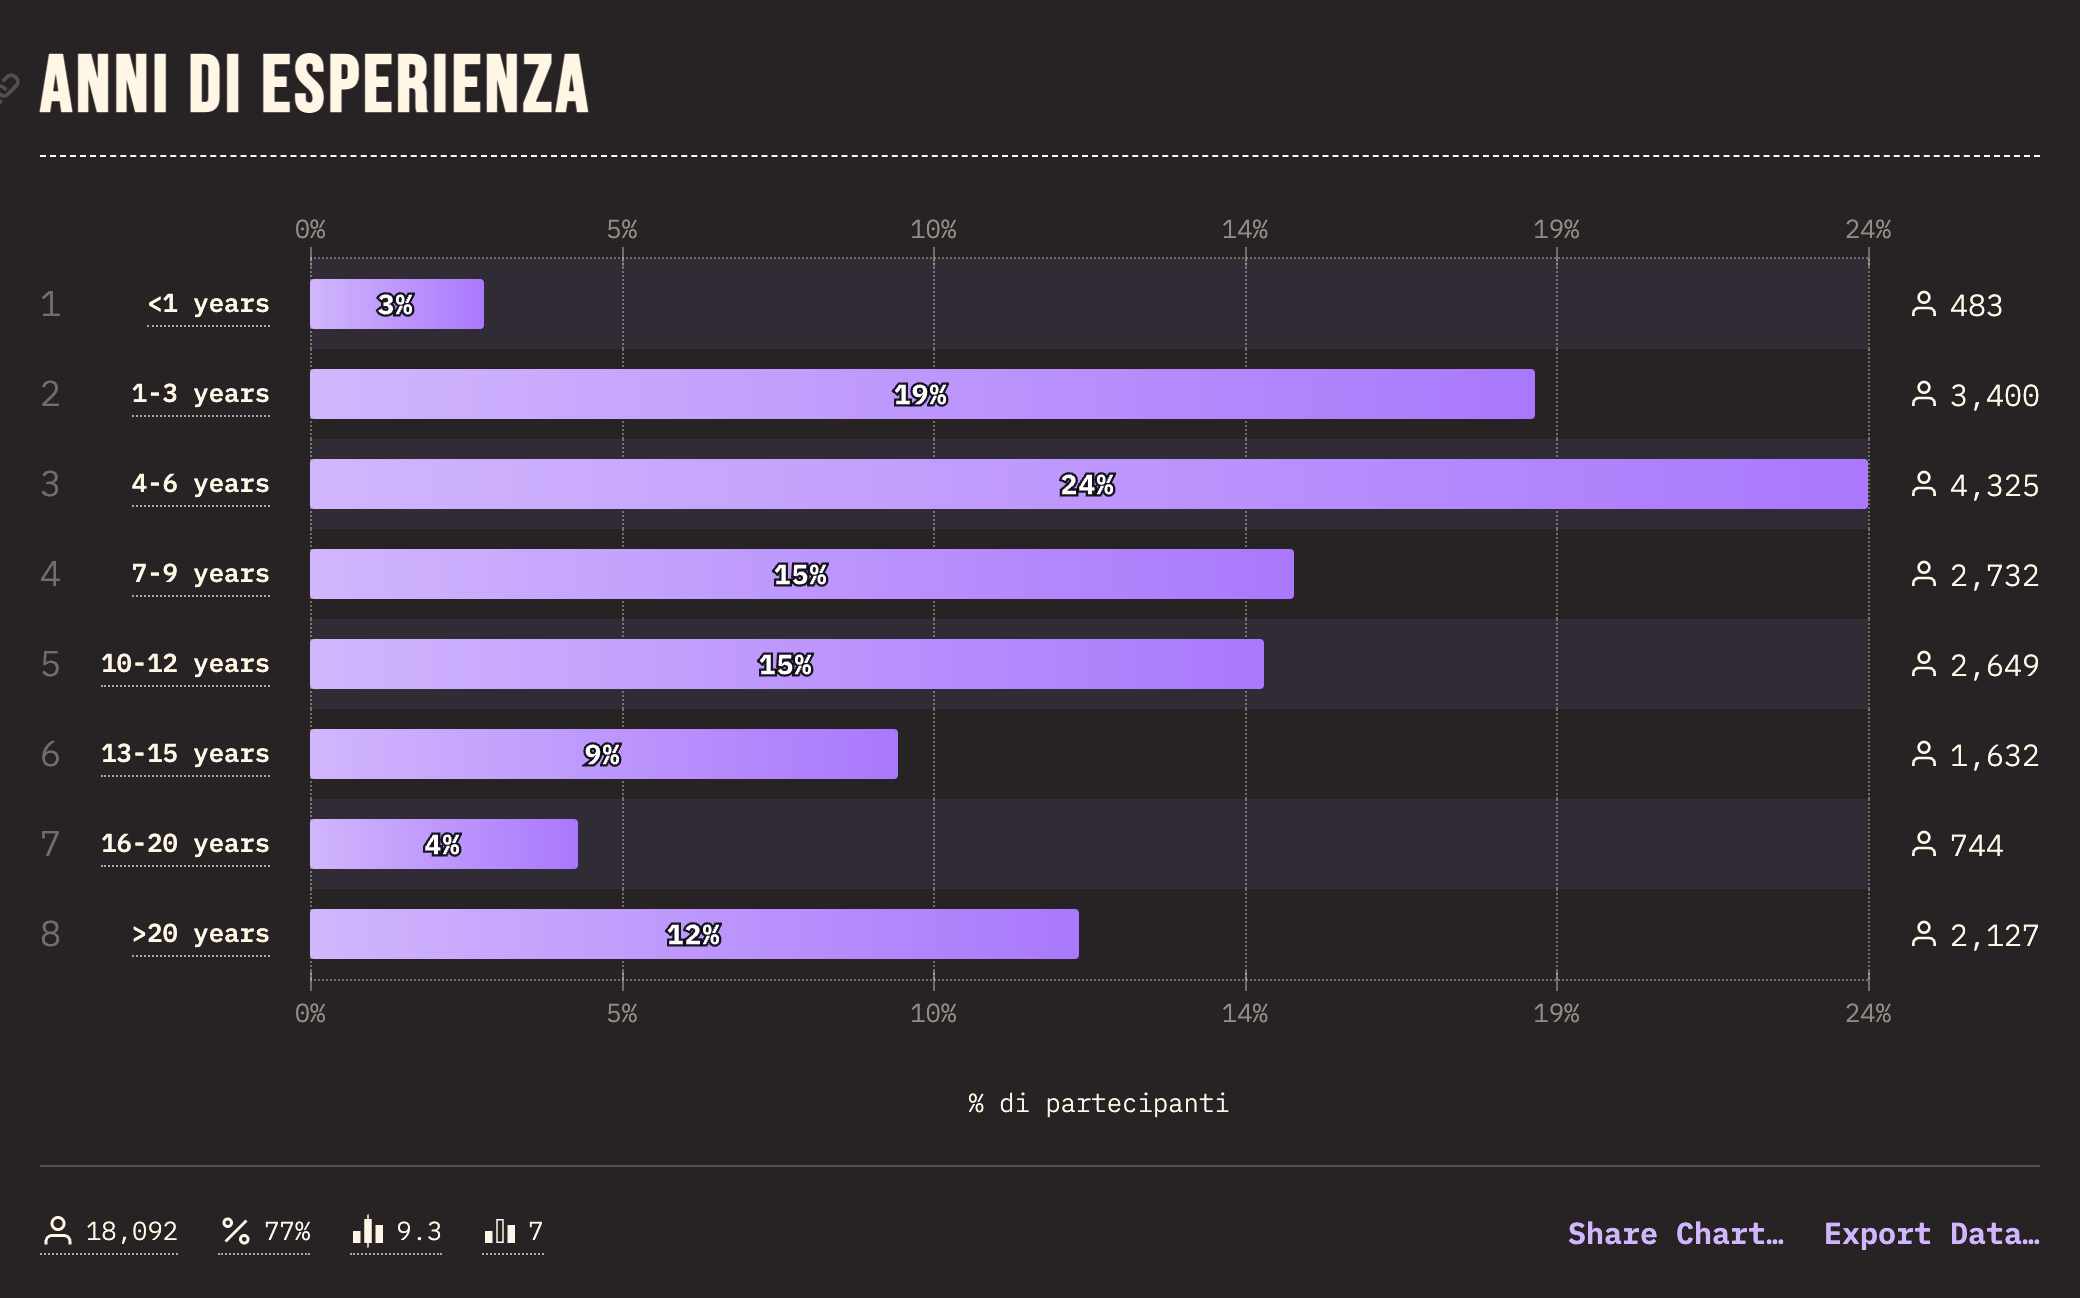 ANNI DI ESPERIENZA
0% 5% 10% 14% 19% 24%
1 <1 years 3% 483
2 1-3 years 19% 3,400
3 4-6 years 24% 4,325
4 7-9 years 15% 2,732
5 10-12 years 15% 2,649
6 13-15 years 9% 1,632
7 16-20 years 4% 744
8 >20 years 12% 2,127
0% 5% 10% 14% 19% 24%
% di partecipanti
18,092 77% 9.3 7 Share Chart… Export Data…